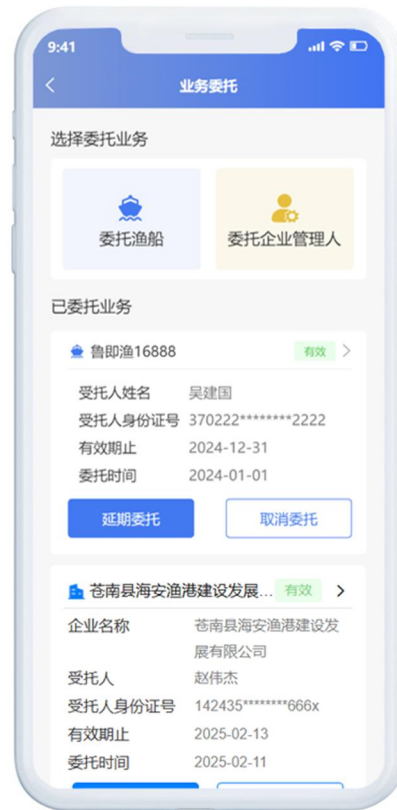 9:41
业务委托
选择委托业务
委托渔船
委托企业管理人
已委托业务
鲁即渔16888 有效
受托人姓名 吴建国
受托人身份证号 370222********2222
有效期止 2024-12-31
委托时间 2024-01-01
延期委托 取消委托
苍南县海安渔港建设发展... 有效
企业名称 苍南县海安渔港建设发
展有限公司
受托人 赵伟杰
受托人身份证号 142435********666x
有效期止 2025-02-13
委托时间 2025-02-11